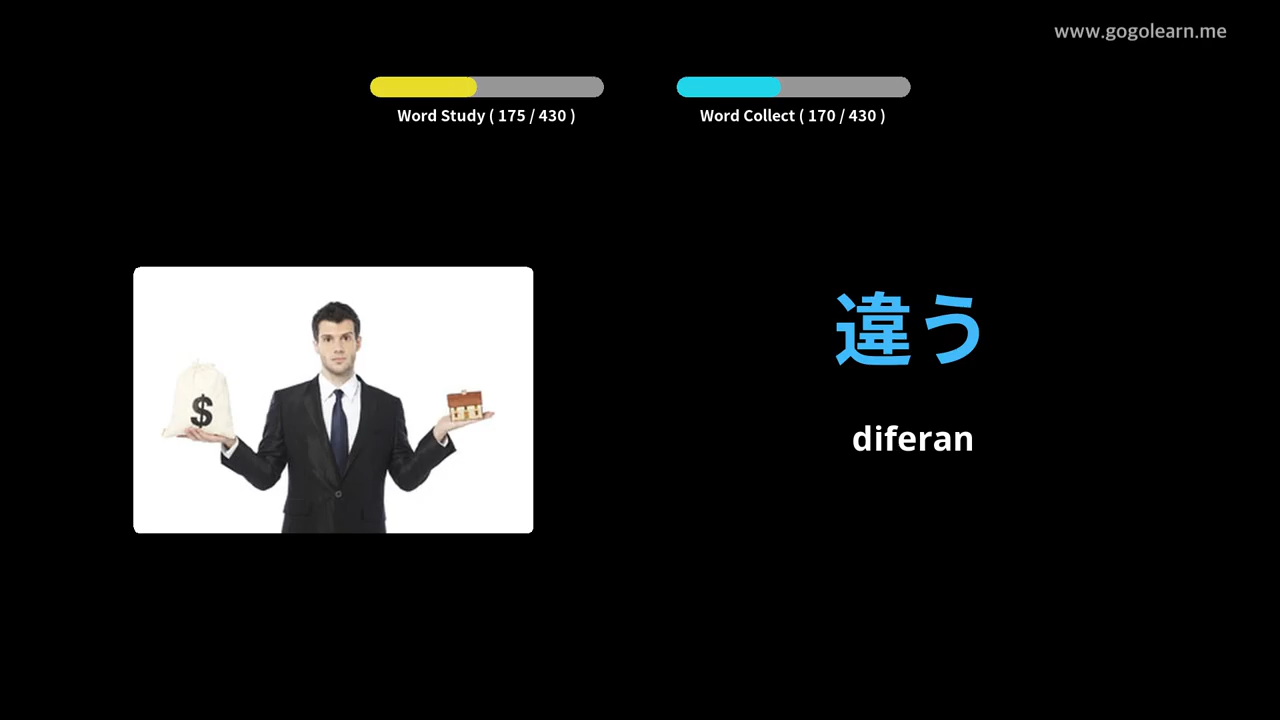 www.gogolearn.me
Word Study ( 175 / 430 )
Word Collect ( 170 / 430 )
$
違う
diferan